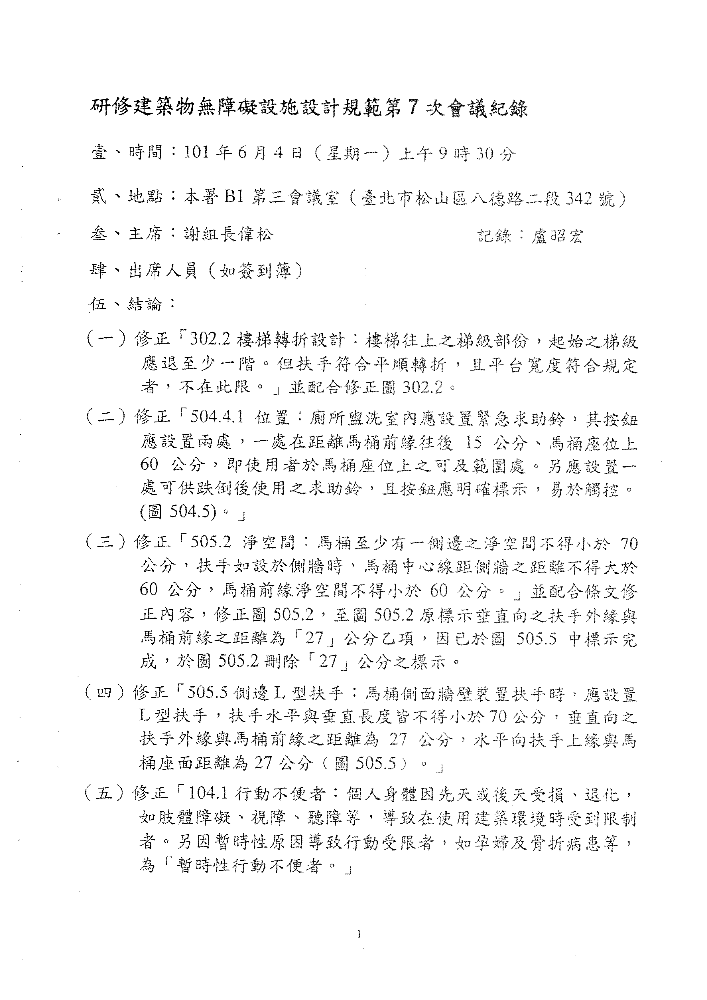 研修建築物無障礙設施設計規範第7次會議紀錄
壹、時間：101年6月4日（星期一）上午9時30分
貳、地點：本署B1第三會議室（臺北市松山區八德路二段342號）
叁、主席：謝組長偉松 記錄：盧昭宏
肆、出席人員（如簽到簿）
伍、結論：
（一）修正「302.2樓梯轉折設計：樓梯往上之梯級部份，起始之梯級
應退至少一階。但扶手符合平順轉折，且平台寬度符合規定
者，不在此限。」並配合修正圖302.2。
（二）修正「504.4.1 位置：廁所盥洗室內應設置緊急求助鈴，其按鈕
應設置兩處，一處在距離馬桶前緣往後 15 公分、馬桶座位上
60 公分，即使用者於馬桶座位上之可及範圍處。另應設置一
處可供跌倒後使用之求助鈴，且按鈕應明確標示，易於觸控。
(圖 504.5)。」
（三）修正「505.2 淨空間：馬桶至少有一側邊之淨空間不得小於 70
公分，扶手如設於側牆時，馬桶中心線距側牆之距離不得大於
60 公分，馬桶前緣淨空間不得小於 60 公分。」並配合條文修
正內容，修正圖 505.2，至圖 505.2原標示垂直向之扶手外緣與
馬桶前緣之距離為「27」公分乙項，因已於圖 505.5 中標示完
成，於圖 505.2刪除「27」公分之標示。
（四）修正「505.5側邊L型扶手：馬桶側面牆壁裝置扶手時，應設置
L型扶手，扶手水平與垂直長度皆不得小於70公分，垂直向之
扶手外緣與馬桶前緣之距離為 27 公分，水平向扶手上緣與馬
桶座面距離為27公分（圖 505.5）。」
（五）修正「104.1行動不便者：個人身體因先天或後天受損、退化，
如肢體障礙、視障、聽障等，導致在使用建築環境時受到限制
者。另因暫時性原因導致行動受限者，如孕婦及骨折病患等，
為「暫時性行動不便者。」
1